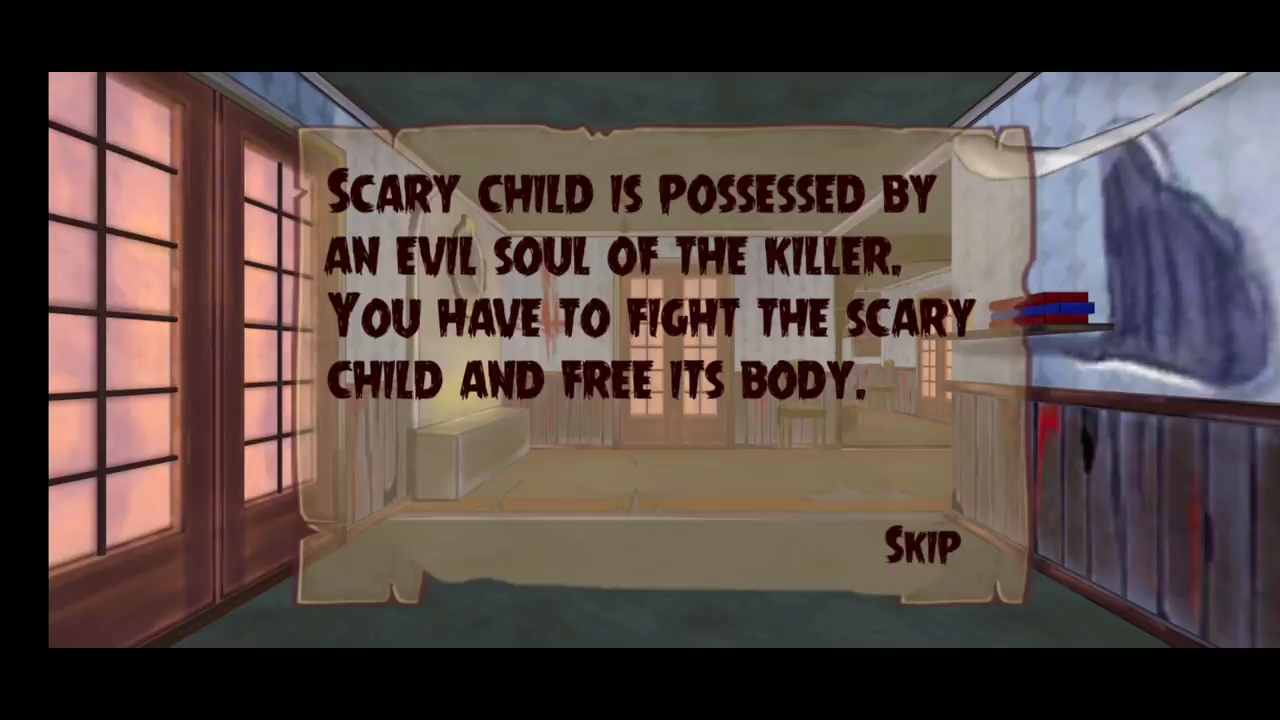 Scary child is possessed by
an evil soul of the killer.
You have to fight the scary
child and free its body.
Skip